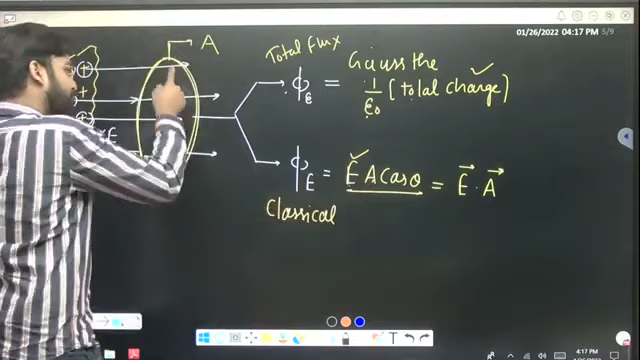 01/26/2022 04:17 PM 5/9
A
Total flux
Gauss the
ϕE = 1/ε0 [total charge]
ϕE = E A Cosθ = E⃗ . A⃗
Classical
4:17 PM